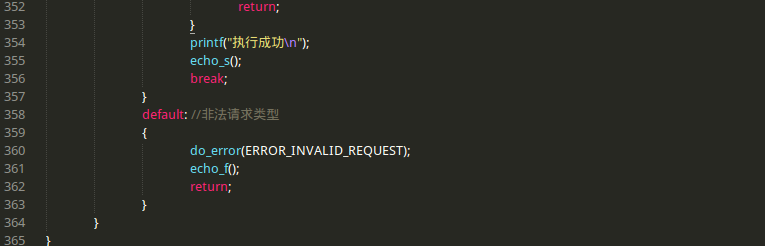 352 return;
353 }
354 printf("执行成功\n");
355 echo_s();
356 break;
357 }
358 default: //非法请求类型
359 {
360 do_error(ERROR_INVALID_REQUEST);
361 echo_f();
362 return;
363 }
364 }
365 }